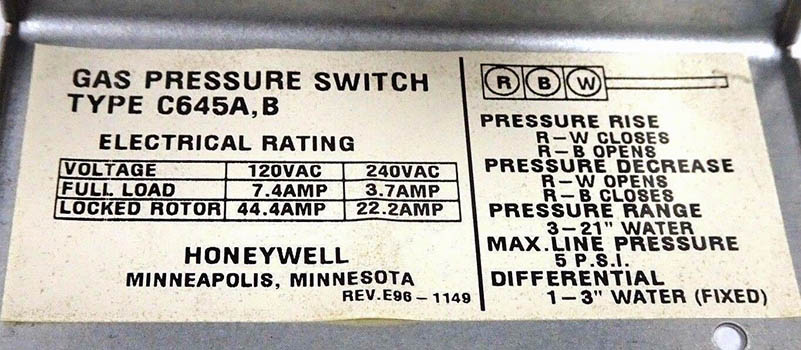 GAS PRESSURE SWITCH
TYPE C645A,B
ELECTRICAL RATING
VOLTAGE 120VAC 240VAC
FULL LOAD 7.4AMP 3.7AMP
LOCKED ROTOR 44.4AMP 22.2AMP
HONEYWELL
MINNEAPOLIS, MINNESOTA
REV.E96-1149
R B W
PRESSURE RISE
R-W CLOSES
R-B OPENS
PRESSURE DECREASE
R-W OPENS
R-B CLOSES
PRESSURE RANGE
3-21" WATER
MAX.LINE PRESSURE
5 P.S.I.
DIFFERENTIAL
1-3" WATER (FIXED)